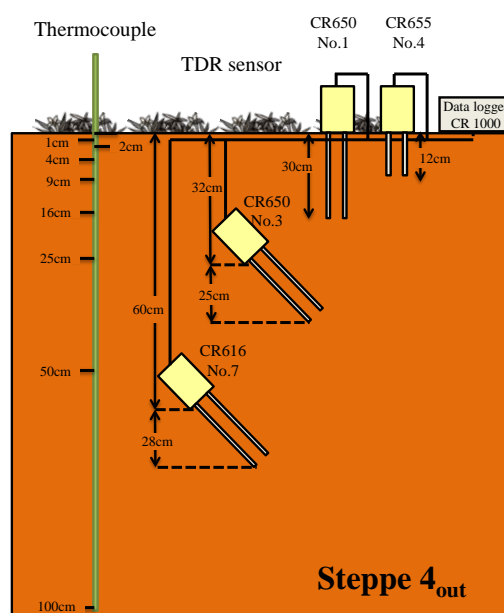 Thermocouple
TDR sensor
CR650
No.1
CR655
No.4
Data logge
CR 1000
1cm
2cm
4cm
9cm
16cm
25cm
50cm
100cm
30cm
12cm
32cm
CR650
No.3
25cm
60cm
CR616
No.7
28cm
Steppe 4out